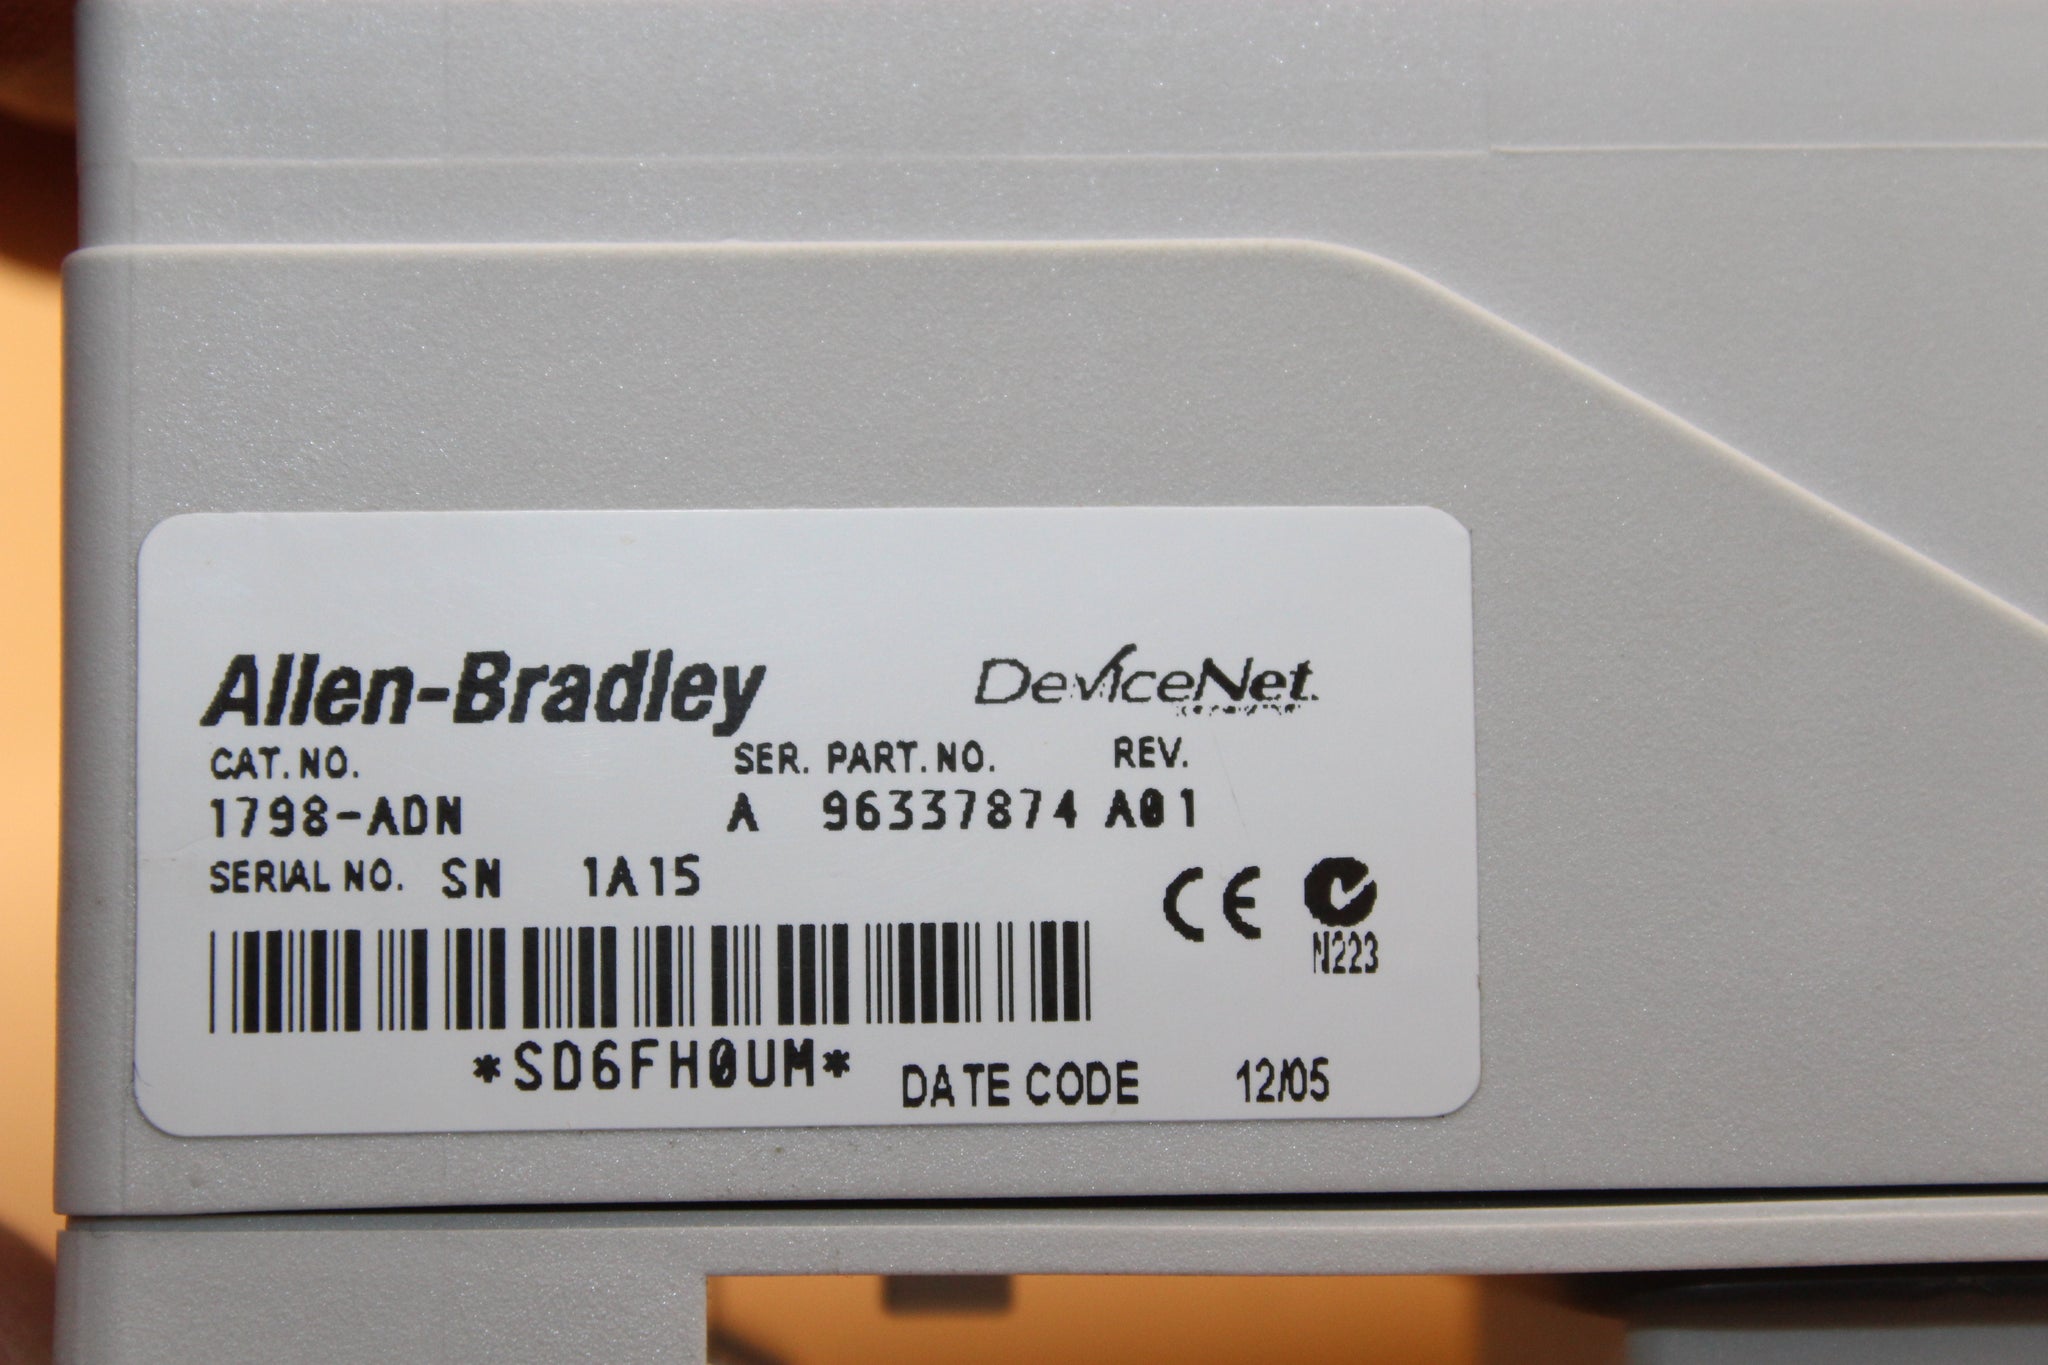 Allen-Bradley DeviceNet.
CAT.NO. SER. PART.NO. REV.
1798-ADN A 96337874 A01
SERIAL NO. SN 1A15
CE
N223
*SD6FH0UM*
DATE CODE 12/05